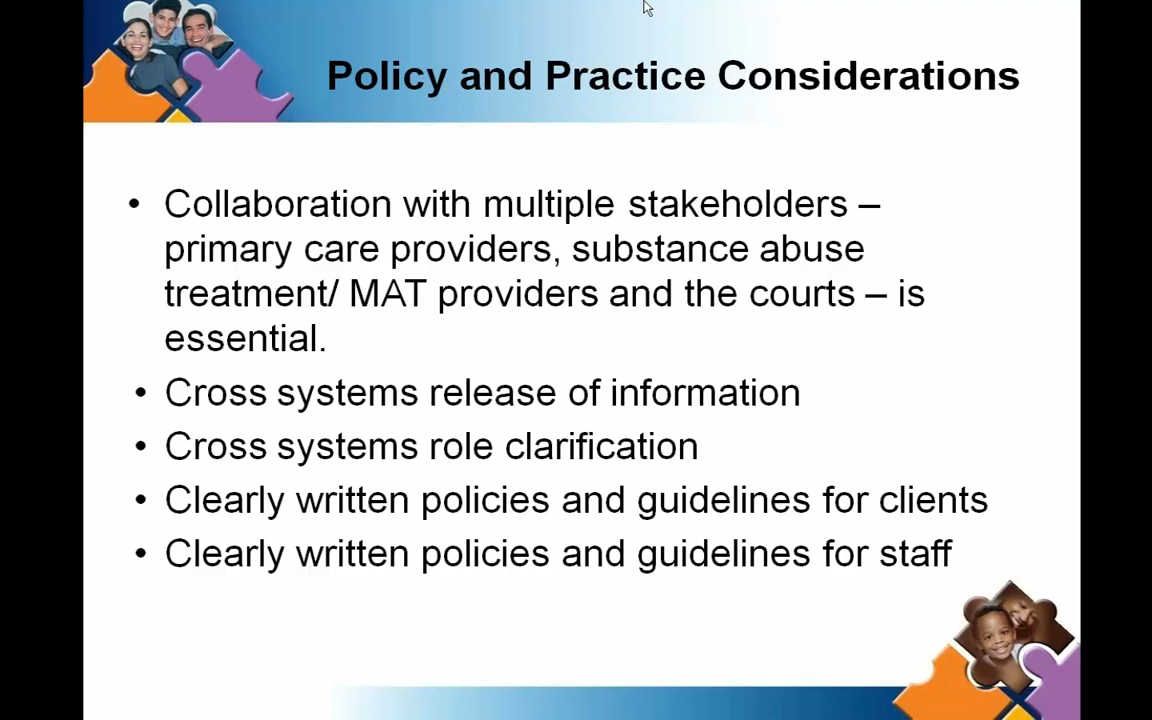 Policy and Practice Considerations
• Collaboration with multiple stakeholders –
primary care providers, substance abuse
treatment/ MAT providers and the courts – is
essential.
• Cross systems release of information
• Cross systems role clarification
• Clearly written policies and guidelines for clients
• Clearly written policies and guidelines for staff